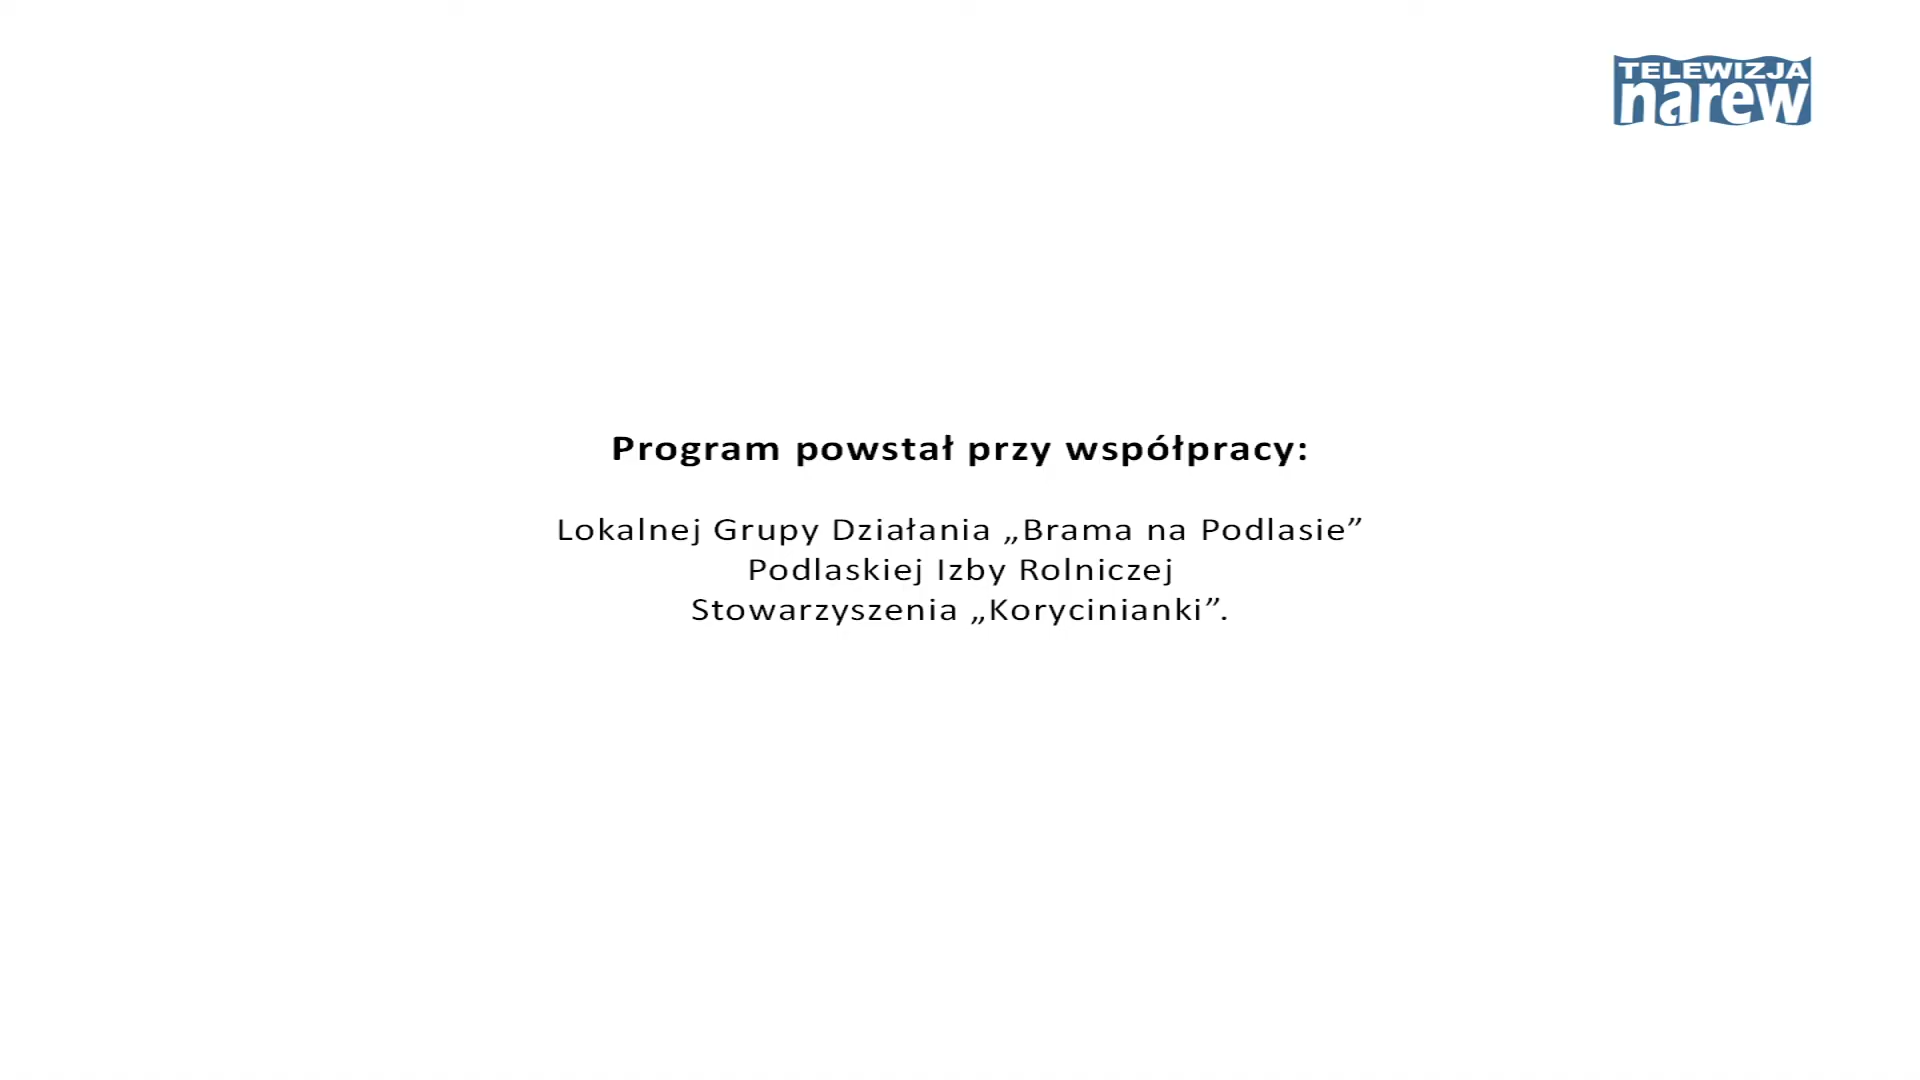 TELEWIZJA
narew
Program powstał przy współpracy:
Lokalnej Grupy Działania „Brama na Podlasie”
Podlaskiej Izby Rolniczej
Stowarzyszenia „Korycinianki”.